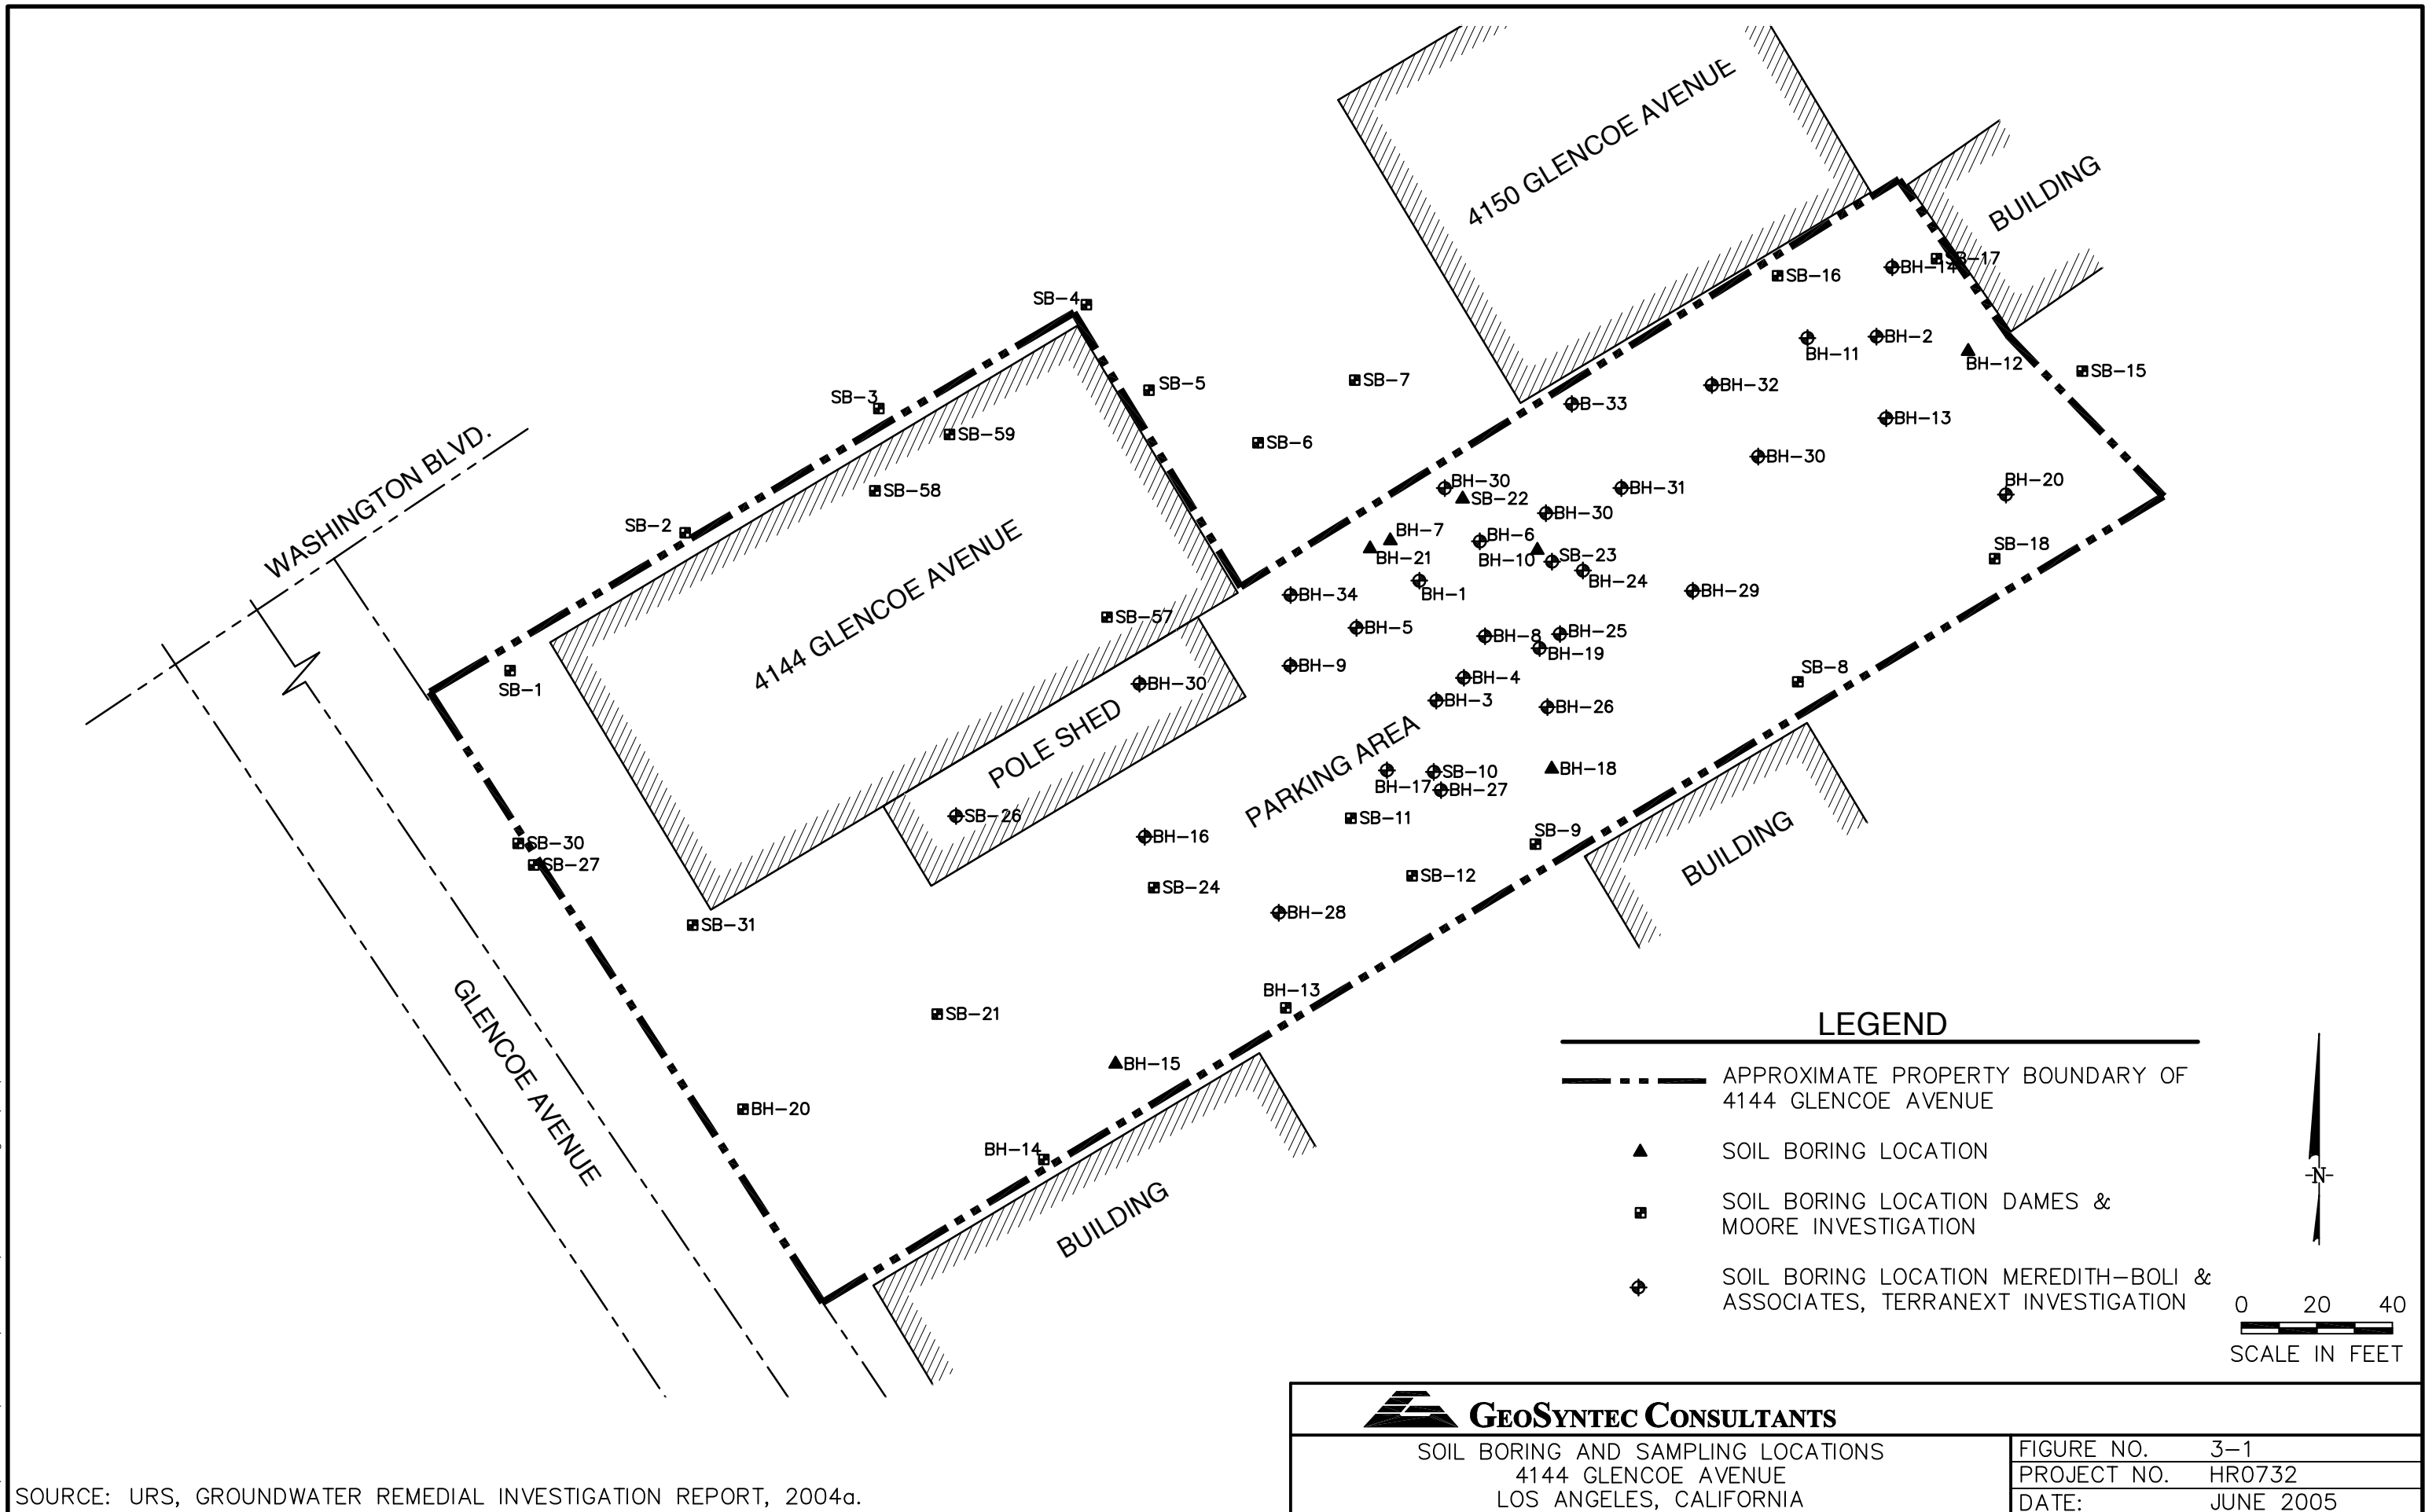 4150 GLENCOE AVENUE
BUILDING
SB-17
BH-14
SB-16
SB-4
BH-2
BH-11
BH-12
SB-15
SB-7
SB-5
BH-32
SB-3
B-33
BH-13
WASHINGTON BLVD.
SB-59
SB-6
BH-30
BH-30
SB-22
BH-31
BH-20
SB-58
BH-30
SB-2
BH-7
BH-6
SB-18
BH-21
BH-10
SB-23
BH-24
4144 GLENCOE AVENUE
BH-34
BH-1
BH-29
SB-57
BH-5
BH-8
BH-25
BH-19
BH-9
SB-8
SB-1
BH-30
BH-4
BH-3
BH-26
POLE SHED
PARKING AREA
SB-10
BH-18
BH-17
BH-27
SB-26
SB-11
BH-16
SB-9
SB-30
BUILDING
SB-27
SB-12
SB-24
BH-28
SB-31
BH-13
SB-21
GLENCOE AVENUE
BH-15
BH-20
BH-14
BUILDING
LEGEND
APPROXIMATE PROPERTY BOUNDARY OF
4144 GLENCOE AVENUE
SOIL BORING LOCATION
SOIL BORING LOCATION DAMES &
MOORE INVESTIGATION
SOIL BORING LOCATION MEREDITH-BOLI &
ASSOCIATES, TERRANEXT INVESTIGATION
N
0 20 40
SCALE IN FEET
GEOSYNTEC CONSULTANTS
SOIL BORING AND SAMPLING LOCATIONS
4144 GLENCOE AVENUE
LOS ANGELES, CALIFORNIA
FIGURE NO. 3-1
PROJECT NO. HR0732
DATE: JUNE 2005
SOURCE: URS, GROUNDWATER REMEDIAL INVESTIGATION REPORT, 2004a.